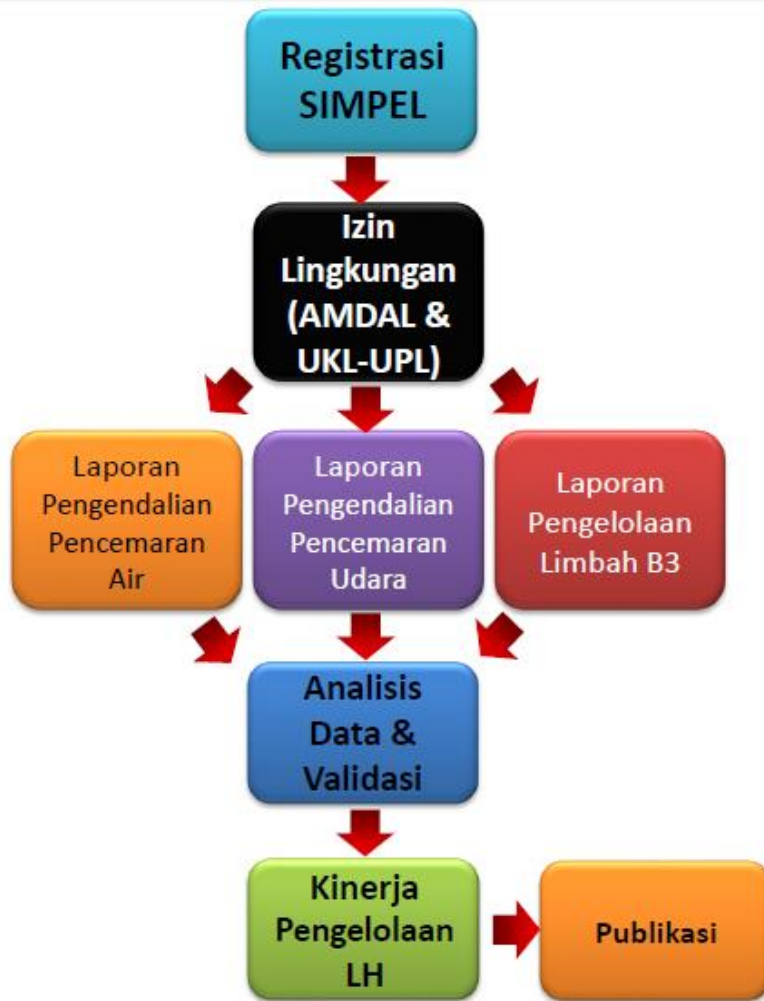 Registrasi
SIMPEL
Izin
Lingkungan
(AMDAL &
UKL-UPL)
Laporan
Pengendalian
Pencemaran
Air
Laporan
Pengendalian
Pencemaran
Udara
Laporan
Pengelolaan
Limbah B3
Analisis
Data &
Validasi
Kinerja
Pengelolaan
LH
Publikasi